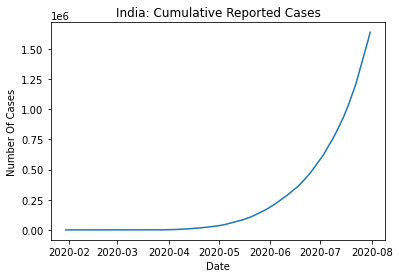 India: Cumulative Reported Cases
1e6
1.50
1.25
1.00
0.75
0.50
0.25
0.00
Number Of Cases
2020-02 2020-03 2020-04 2020-05 2020-06 2020-07 2020-08
Date